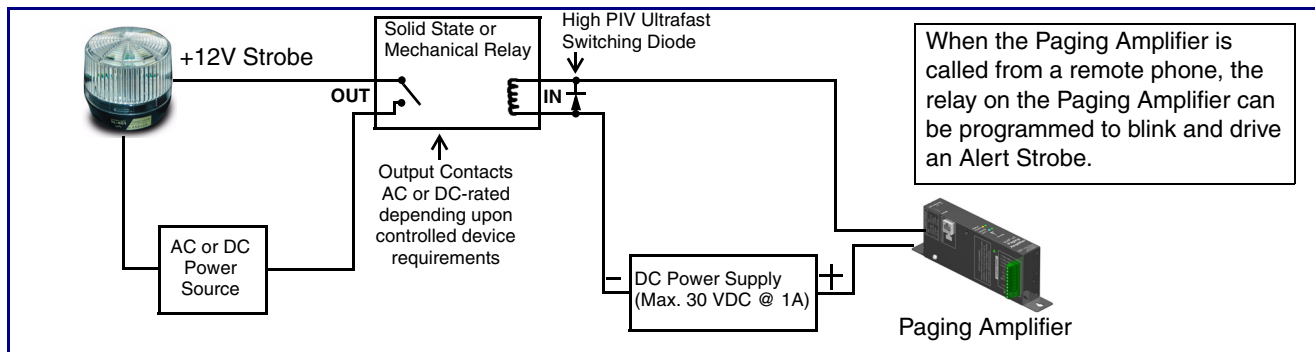 +12V Strobe
Solid State or
Mechanical Relay
OUT
IN
High PIV Ultrafast
Switching Diode
When the Paging Amplifier is
called from a remote phone, the
relay on the Paging Amplifier can
be programmed to blink and drive
an Alert Strobe.
Output Contacts
AC or DC-rated
depending upon
controlled device
requirements
AC or DC
Power
Source
-
DC Power Supply
(Max. 30 VDC @ 1A)
+
Paging Amplifier